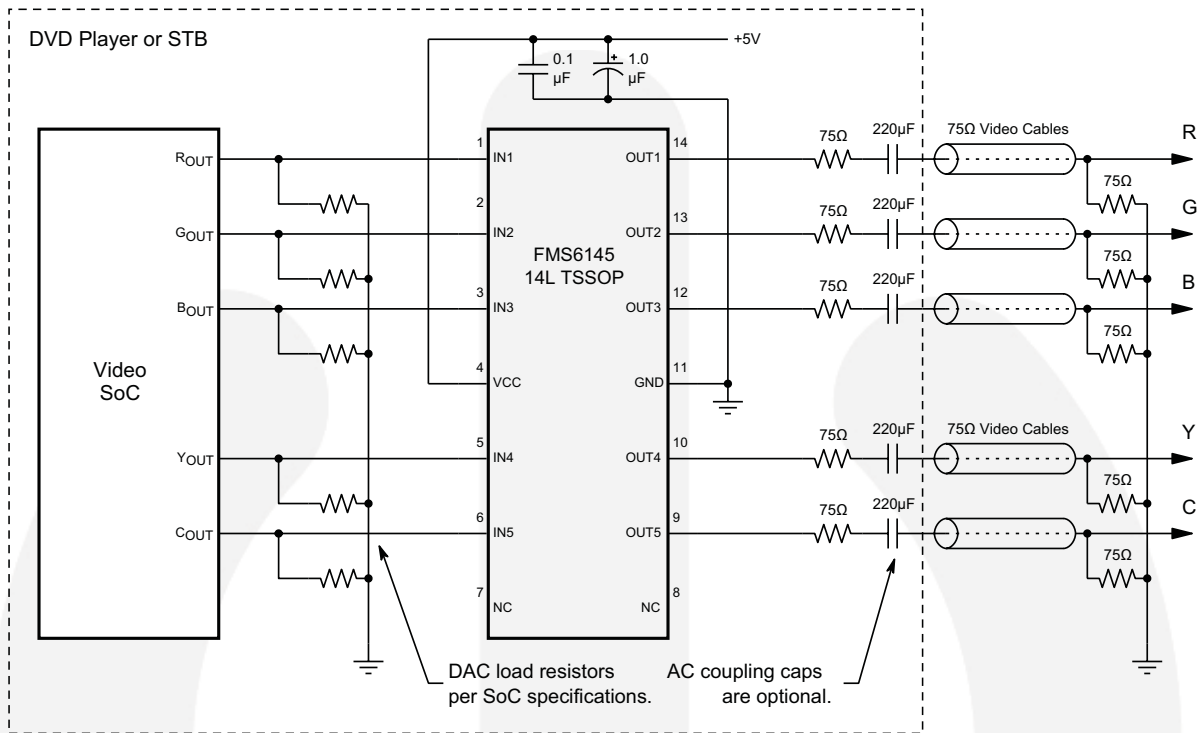 DVD Player or STB
+5V
0.1
µF
+
1.0
µF
75Ω
220µF
75Ω Video Cables
R
ROUT
1
IN1
OUT1
14
75Ω
2
75Ω
220µF
G
GOUT
IN2
OUT2
13
75Ω
FMS6145
14L TSSOP
75Ω
220µF
B
BOUT
3
IN3
OUT3
12
75Ω
Video
SoC
4
VCC
GND
11
75Ω
220µF
75Ω Video Cables
Y
YOUT
5
IN4
OUT4
10
75Ω
75Ω
220µF
C
COUT
6
IN5
OUT5
9
75Ω
7
NC
NC
8
DAC load resistors
per SoC specifications.
AC coupling caps
are optional.